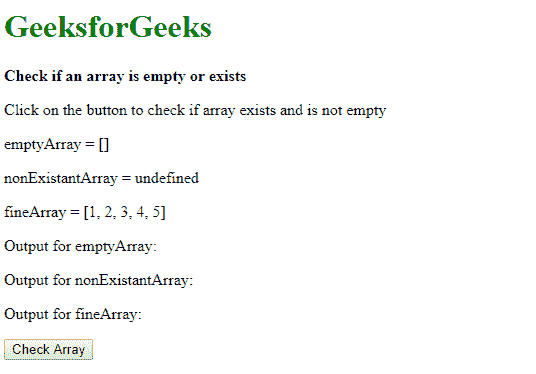 GeeksforGeeks
Check if an array is empty or exists
Click on the button to check if array exists and is not empty
emptyArray = []
nonExistantArray = undefined
fineArray = [1, 2, 3, 4, 5]
Output for emptyArray:
Output for nonExistantArray:
Output for fineArray:
Check Array